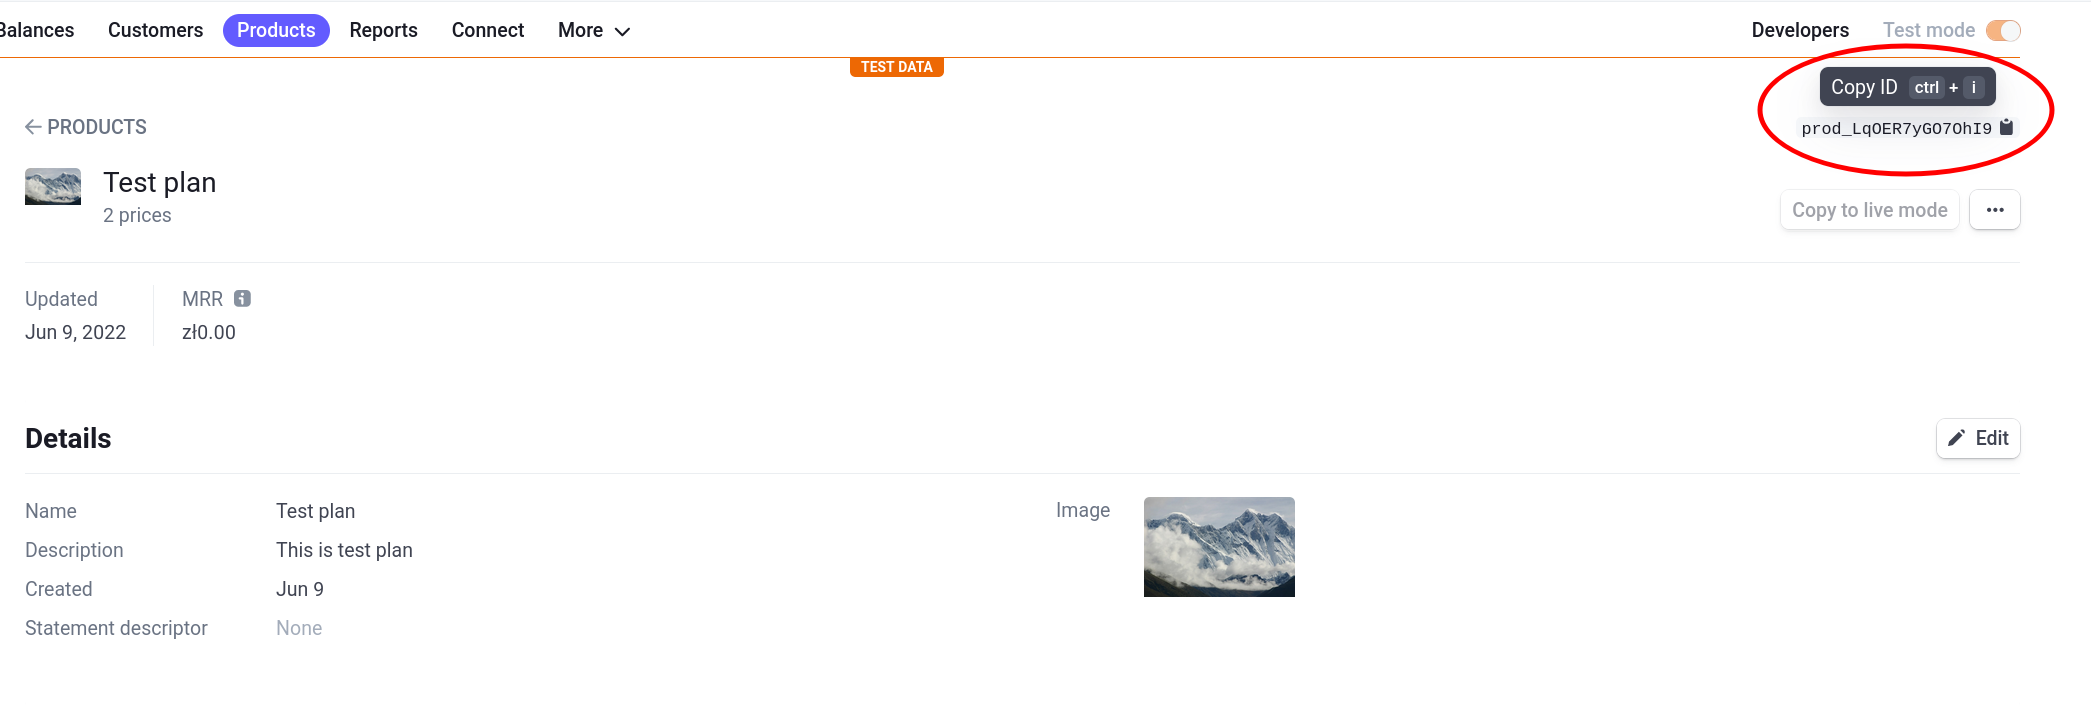 Balances Customers Products Reports Connect More Developers Test mode
TEST DATA
Copy ID ctrl + i
PRODUCTS
prod_LqOER7yGO7OhI9
Test plan
2 prices
Copy to live mode
Updated MRR
Jun 9, 2022 zł0.00
Details
Edit
Name Test plan
Image
Description This is test plan
Created Jun 9
Statement descriptor None